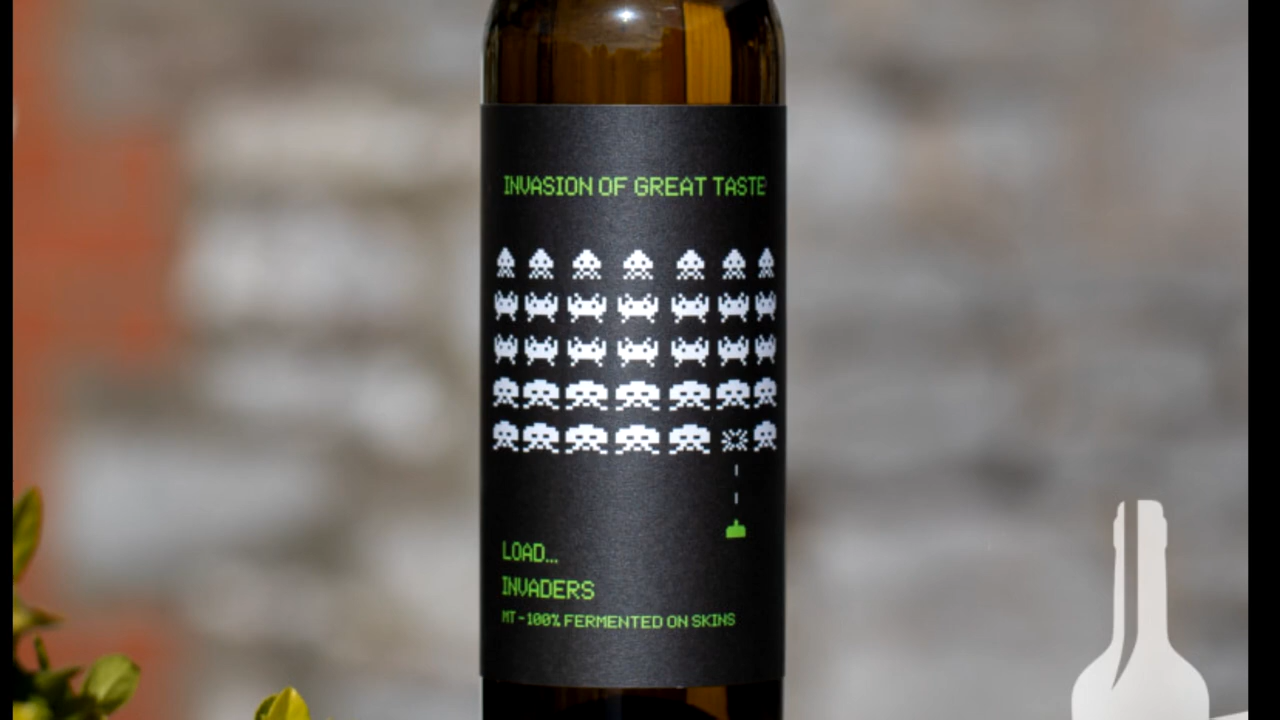 INVASION OF GREAT TASTE
LOAD...
INVADERS
MT-100% FERMENTED ON SKINS